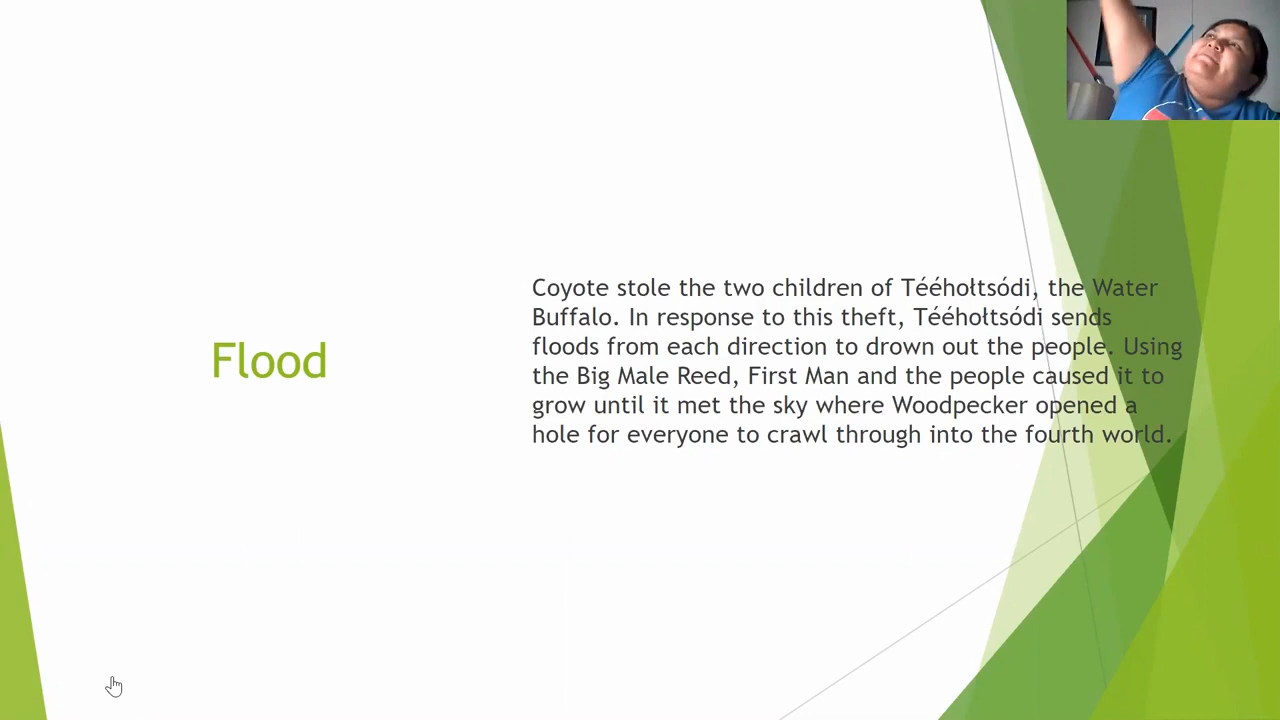 Flood
Coyote stole the two children of Tééhołtsódi, the Water
Buffalo. In response to this theft, Tééhołtsódi sends
floods from each direction to drown out the people. Using
the Big Male Reed, First Man and the people caused it to
grow until it met the sky where Woodpecker opened a
hole for everyone to crawl through into the fourth world.